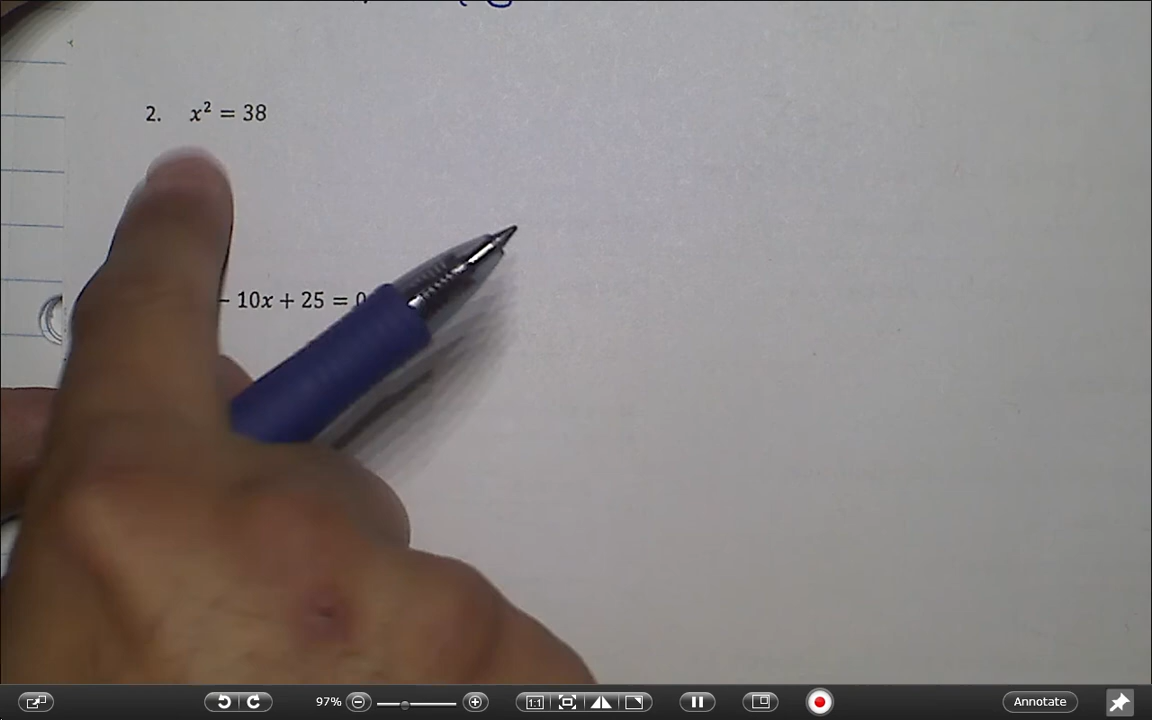 2. x² = 38
− 10x + 25 = 0
97%
1:1
Annotate